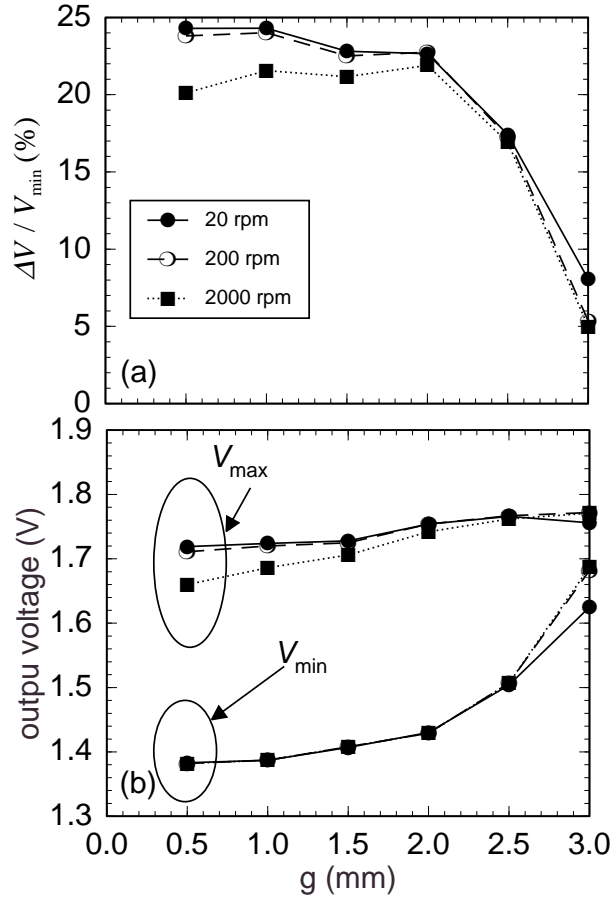 25
20
15
10
5
0
ΔV / Vmin (%)
20 rpm
200 rpm
2000 rpm
(a)
1.9
1.8
1.7
1.6
1.5
1.4
1.3
outpu voltage (V)
Vmax
Vmin
(b)
0.0 0.5 1.0 1.5 2.0 2.5 3.0
g (mm)